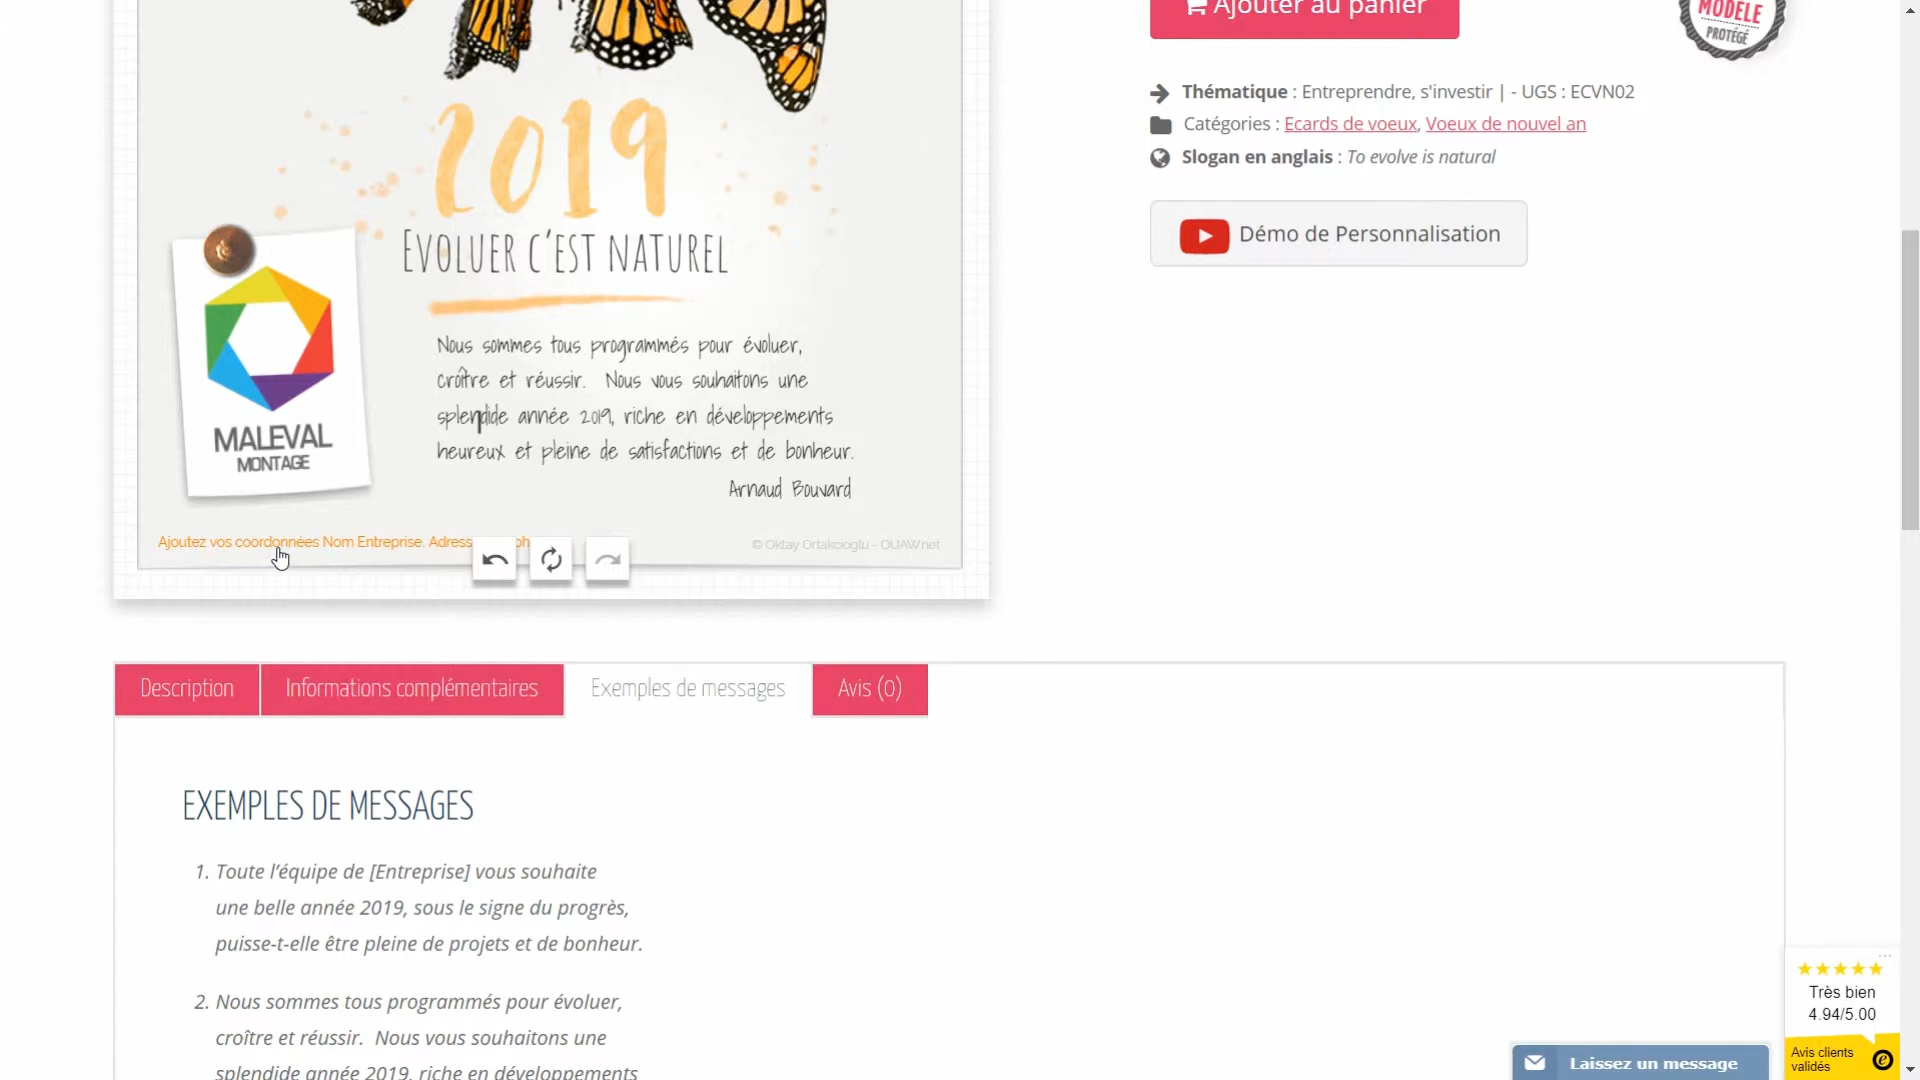 Ajouter au panier
MODÈLE
PROTÉGÉ
Thématique : Entreprendre, s'investir | - UGS : ECVN02
Catégories : Ecards de voeux, Voeux de nouvel an
Slogan en anglais : To evolve is natural
Démo de Personnalisation
2019
EVOLUER C'EST NATUREL
MALEVAL
MONTAGE
Nous sommes tous programmés pour évoluer,
croître et réussir. Nous vous souhaitons une
splendide année 2019, riche en développements
heureux et pleine de satisfactions et de bonheur.
Arnaud Bouvard
Ajoutez vos coordonnées Nom Entreprise, Adress
© Oktay Ortakcioglu - OUAW.net
Description
Informations complémentaires
Exemples de messages
Avis (0)
EXEMPLES DE MESSAGES
1. Toute l'équipe de [Entreprise] vous souhaite
une belle année 2019, sous le signe du progrès,
puisse-t-elle être pleine de projets et de bonheur.
2. Nous sommes tous programmés pour évoluer,
croître et réussir. Nous vous souhaitons une
splendide année 2019, riche en développements
Très bien
4.94/5.00
Avis clients
validés
Laissez un message